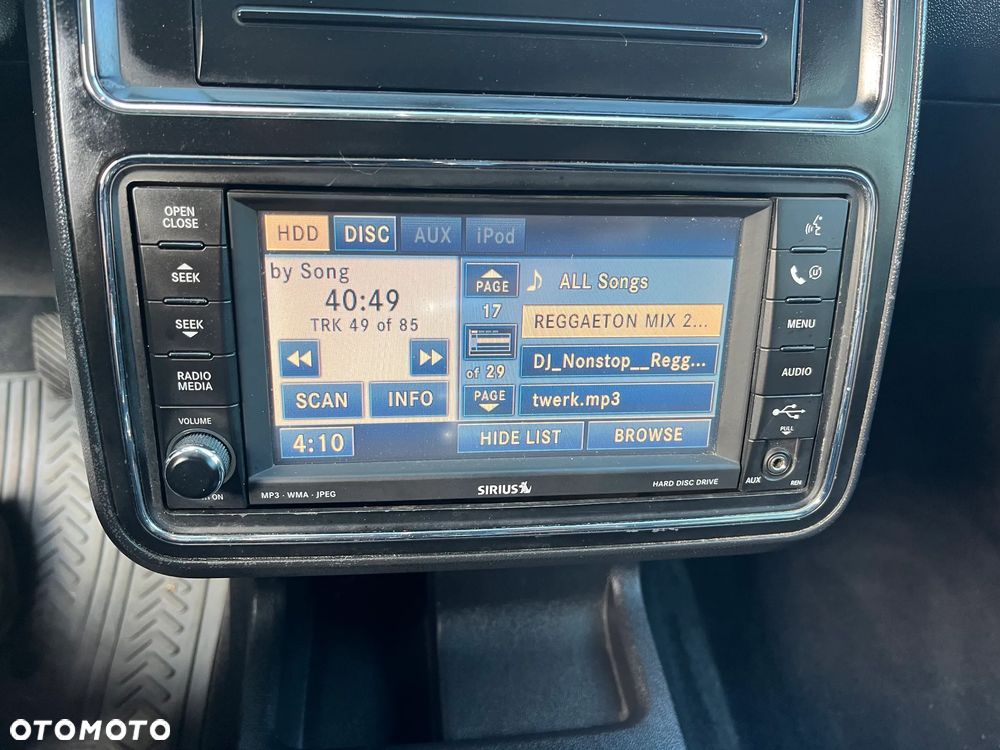 OPEN
CLOSE
SEEK
SEEK
RADIO
MEDIA
VOLUME
ON
HDD DISC AUX iPod
by Song
40:49
TRK 49 of 85
SCAN INFO
4:10
PAGE
17
of 29
PAGE
ALL Songs
REGGAETON MIX 2...
DJ_Nonstop__Regg...
twerk.mp3
HIDE LIST BROWSE
MP3 · WMA · JPEG
SIRIUS
HARD DISC DRIVE
MENU
AUDIO
PULL
AUX
OTOMOTO